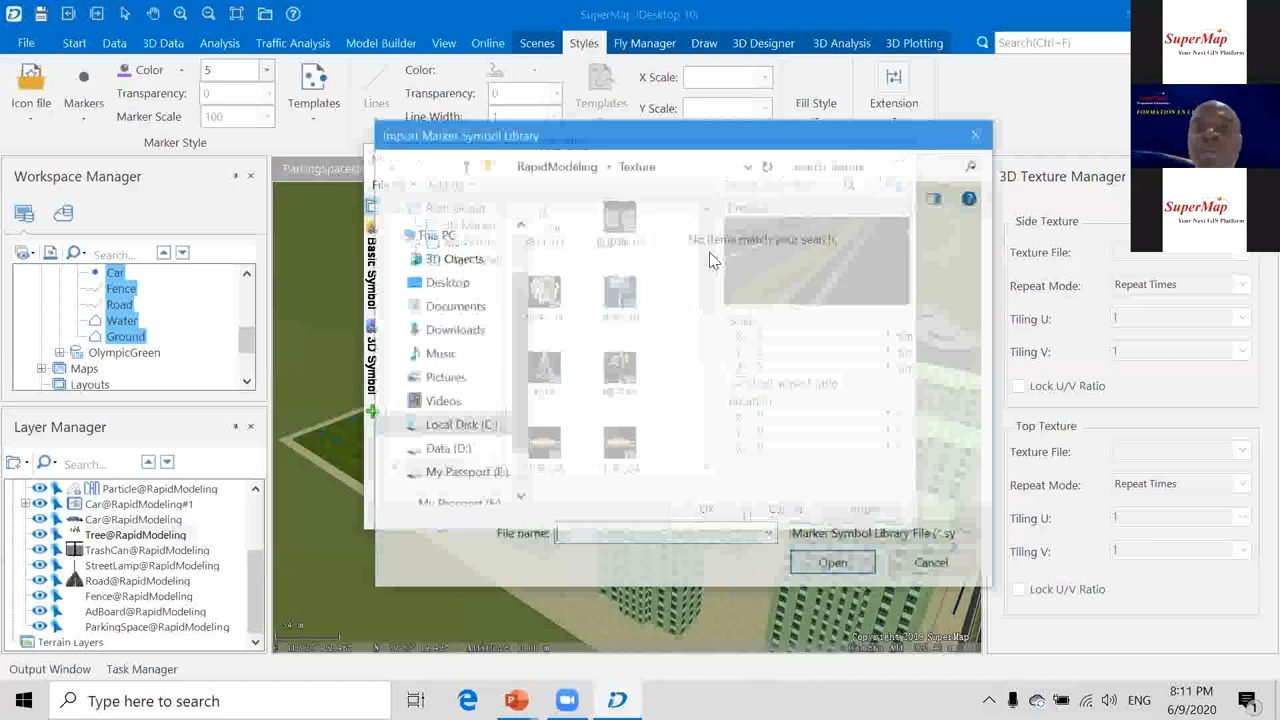 SuperMap iDesktop 10i
File Start Data 3D Data Analysis Traffic Analysis Model Builder View Online Scenes Styles Fly Manager Draw 3D Designer 3D Analysis 3D Plotting Search(Ctrl+F)
Icon file
Markers
Color
5
Transparency:
0
Marker Scale
100
Templates
Marker Style
Lines
Color:
Transparency:
0
Line Width:
1
Templates
X Scale:
Y Scale:
Fill Style
Extension
SuperMap
Your Next GIS Platform
FORMATION EN L
SuperMap
Your Next GIS Platform
Workspace Manager
Search...
Car
Fence
Road
Water
Ground
OlympicGreen
Maps
Layouts
Layer Manager
Search...
Particle@RapidModeling
Car@RapidModeling#1
Car@RapidModeling
Tree@RapidModeling
TrashCan@RapidModeling
StreetLamp@RapidModeling
Road@RapidModeling
Fence@RapidModeling
AdBoard@RapidModeling
ParkingSpace@RapidModeling
Terrain Layers
Output Window Task Manager
Import Marker Symbol Library
RapidModeling Texture
No items match your search.
Basic Symbol
3D Symbol
This PC
3D Objects
Desktop
Documents
Downloads
Music
Pictures
Videos
Local Disk (C:)
Data (D:)
My Passport (E:)
File name:
Marker Symbol Library File (*.sy
Open
Cancel
Copyright 2018 SuperMap
3D Texture Manager
Side Texture
Texture File:
Repeat Mode: Repeat Times
Tiling U: 1
Tiling V: 1
Lock U/V Ratio
Top Texture
Texture File:
Repeat Mode: Repeat Times
Tiling U: 1
Tiling V: 1
Lock U/V Ratio
Type here to search
ENG
8:11 PM
6/9/2020